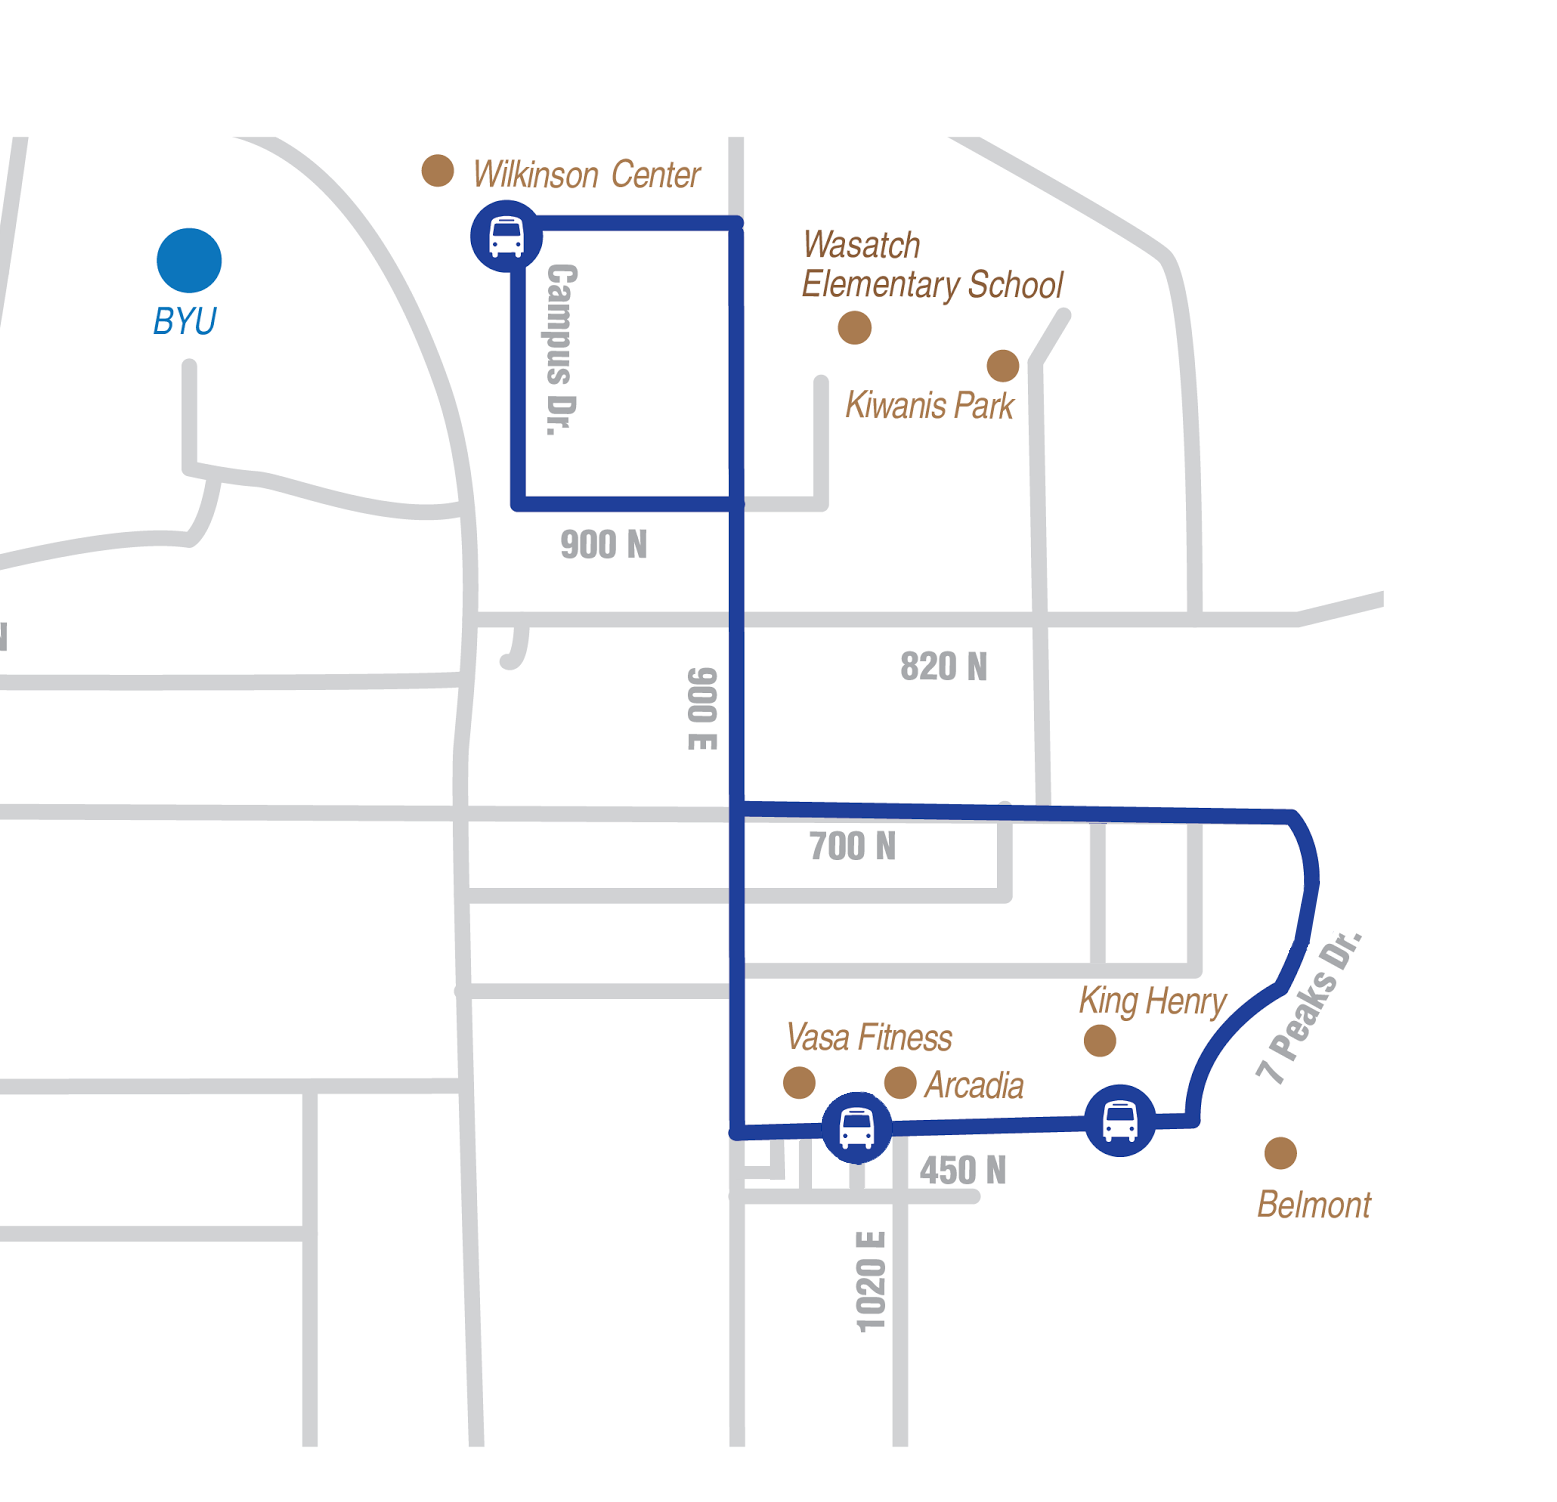 Wilkinson Center
Wasatch
Elementary School
BYU
Campus Dr.
Kiwanis Park
900 N
N
820 N
900 E
700 N
7 Peaks Dr.
King Henry
Vasa Fitness
Arcadia
450 N
Belmont
1020 E